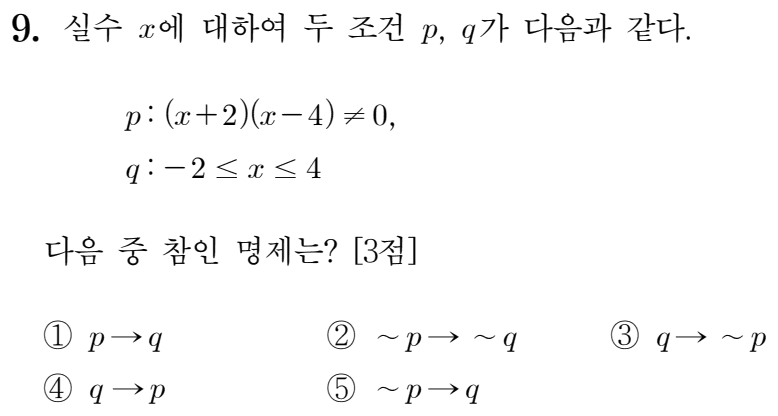 9. 실수 x에 대하여 두 조건 p, q가 다음과 같다.
p : (x+2)(x−4)≠0,
q : −2 ≤ x ≤ 4
다음 중 참인 명제는? [3점]
① p→q ② ~p→ ~q ③ q→ ~p
④ q→p ⑤ ~p→q